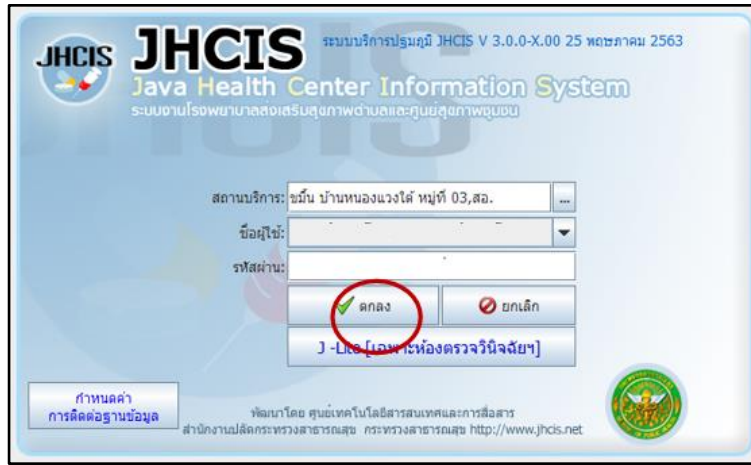 JHCIS
JHCIS
ระบบบริการปฐมภูมิ JHCIS V 3.0.0-X.00 25 พฤษภาคม 2563
Java Health Center Information System
ระบบงานโรงพยาบาลส่งเสริมสุขภาพตำบลและศูนย์สุขภาพชุมชน
สถานบริการ: ขมิ้น บ้านหนองแวงใต้ หมู่ที่ 03,สอ. ...
ชื่อผู้ใช้:
รหัสผ่าน:
ตกลง ยกเลิก
J -Lite [เฉพาะห้องตรวจวินิจฉัยฯ]
กำหนดค่า
การติดต่อฐานข้อมูล
พัฒนาโดย ศูนย์เทคโนโลยีสารสนเทศและการสื่อสาร
สำนักงานปลัดกระทรวงสาธารณสุข กระทรวงสาธารณสุข http://www.jhcis.net